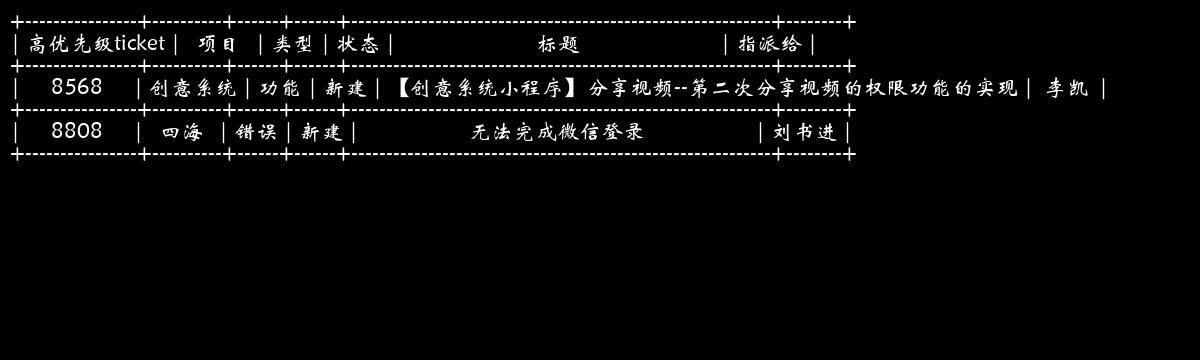 | 高优先级ticket | 项目 | 类型 | 状态 | 标题 | 指派给 |
| 8568 | 创意系统 | 功能 | 新建 | 【创意系统小程序】分享视频--第二次分享视频的权限功能的实现 | 李凯 |
| 8808 | 四海 | 错误 | 新建 | 无法完成微信登录 | 刘书进 |